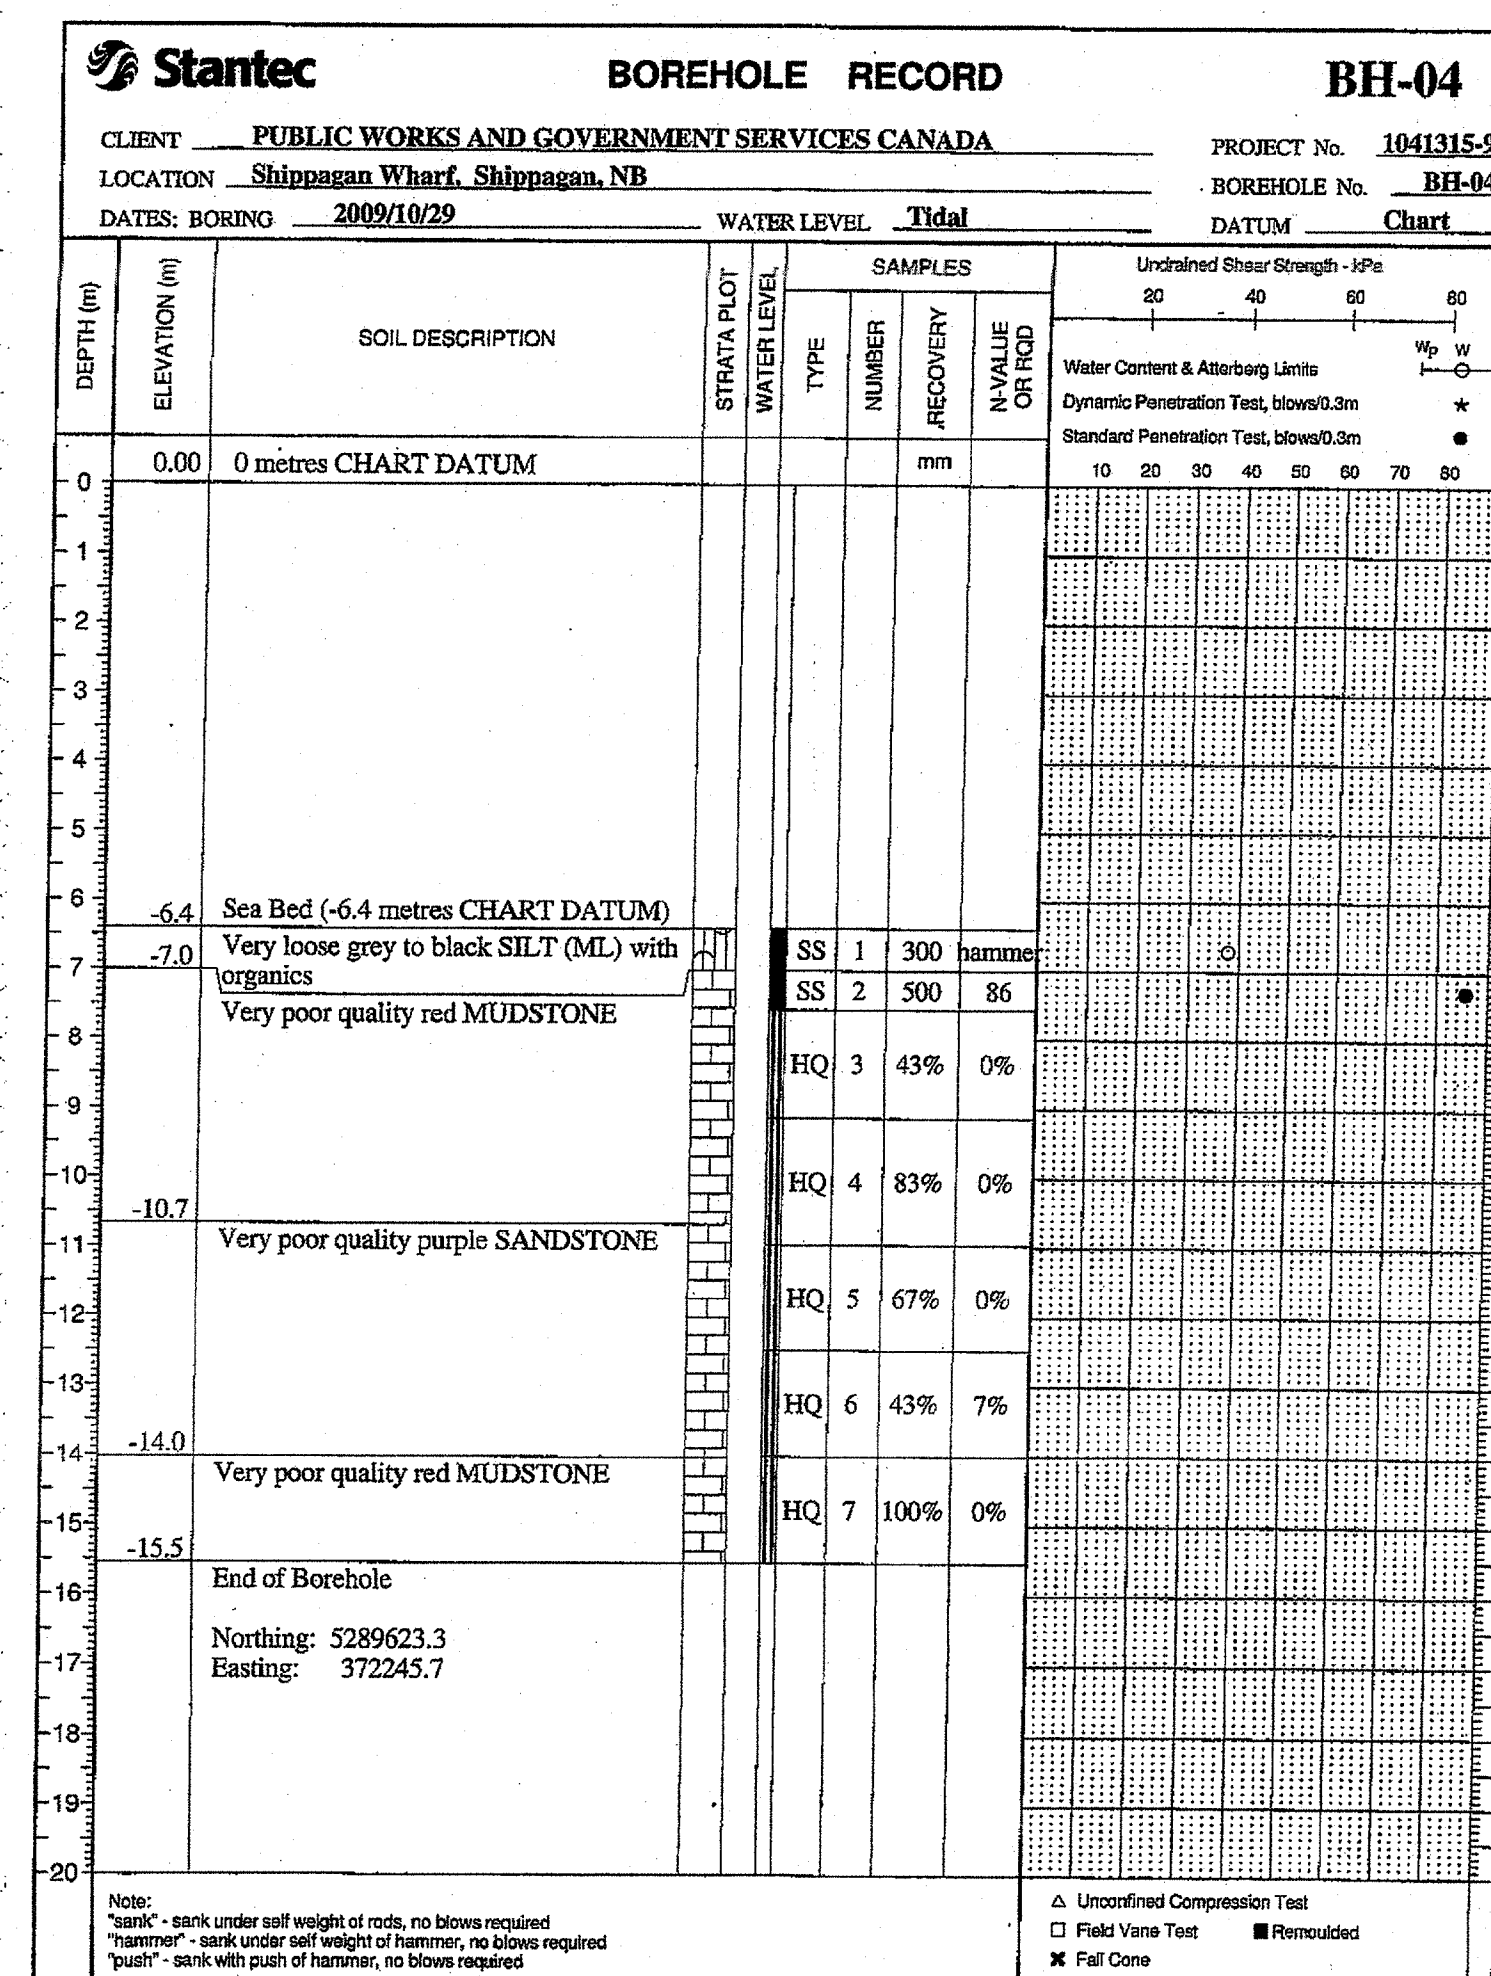 Stantec
BOREHOLE RECORD
BH-04
CLIENT PUBLIC WORKS AND GOVERNMENT SERVICES CANADA
PROJECT No. 1041315-9
LOCATION Shippagan Wharf, Shippagan, NB
BOREHOLE No. BH-04
DATES: BORING 2009/10/29
WATER LEVEL Tidal
DATUM Chart
DEPTH (m)
ELEVATION (m)
SOIL DESCRIPTION
STRATA PLOT
WATER LEVEL
SAMPLES
TYPE
NUMBER
RECOVERY
N-VALUE
OR RQD
Undrained Shear Strength - kPa
20 40 60 80
Wp W
Water Content & Atterberg Limits
Dynamic Penetration Test, blows/0.3m ★
Standard Penetration Test, blows/0.3m ●
0.00 0 metres CHART DATUM
mm
10 20 30 40 50 60 70 80
0
1
2
3
4
5
6
-6.4 Sea Bed (-6.4 metres CHART DATUM)
-7.0 Very loose grey to black SILT (ML) with
organics
SS 1 300 hammer
7
SS 2 500 86
Very poor quality red MUDSTONE
8
HQ 3 43% 0%
9
10
HQ 4 83% 0%
-10.7
11
Very poor quality purple SANDSTONE
HQ 5 67% 0%
12
13
HQ 6 43% 7%
-14.0
14
Very poor quality red MUDSTONE
HQ 7 100% 0%
15
-15.5
End of Borehole
16
Northing: 5289623.3
Easting: 372245.7
17
18
19
20
Note:
"sank" - sank under self weight of rods, no blows required
"hammer" - sank under self weight of hammer, no blows required
"push" - sank with push of hammer, no blows required
△ Unconfined Compression Test
□ Field Vane Test ■ Remoulded
✖ Fall Cone